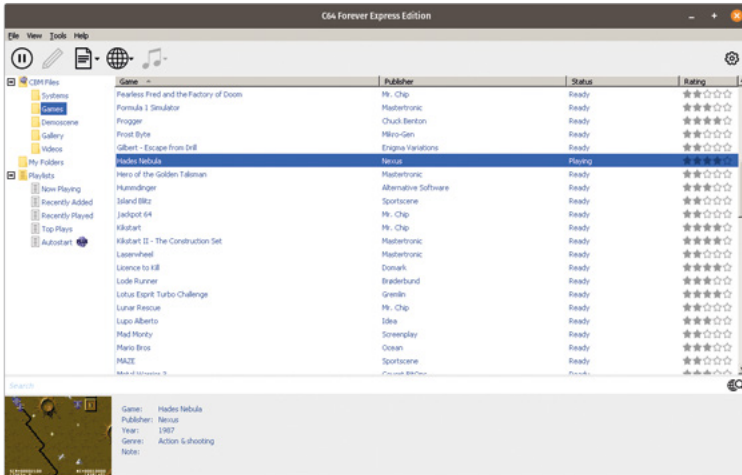 C64 Forever Express Edition
File View Tools Help
CBM Files
Systems
Games
Demoscene
Gallery
Videos
My Folders
Playlists
Now Playing
Recently Added
Recently Played
Top Plays
Autostart
Game Publisher Status Rating
Fearless Fred and the Factory of Doom Mr. Chip Ready
Formula 1 Simulator Mastertronic Ready
Frogger Chuck Benton Ready
Frost Byte Mikro-Gen Ready
Gilbert - Escape from Drill Enigma Variations Ready
Hades Nebula Nexus Playing
Hero of the Golden Talisman Mastertronic Ready
Hummdinger Alternative Software Ready
Island Blitz Sportscene Ready
Jackpot 64 Mr. Chip Ready
Kikstart Mr. Chip Ready
Kikstart II - The Construction Set Mastertronic Ready
Laserwheel Mastertronic Ready
Licence to Kill Domark Ready
Lode Runner Brøderbund Ready
Lotus Esprit Turbo Challenge Gremlin Ready
Lunar Rescue Mr. Chip Ready
Lupo Alberto Idea Ready
Mad Monty Screenplay Ready
Mario Bros Ocean Ready
MAZE Sportscene Ready
Search
Game: Hades Nebula
Publisher: Nexus
Year: 1987
Genre: Action & shooting
Note: